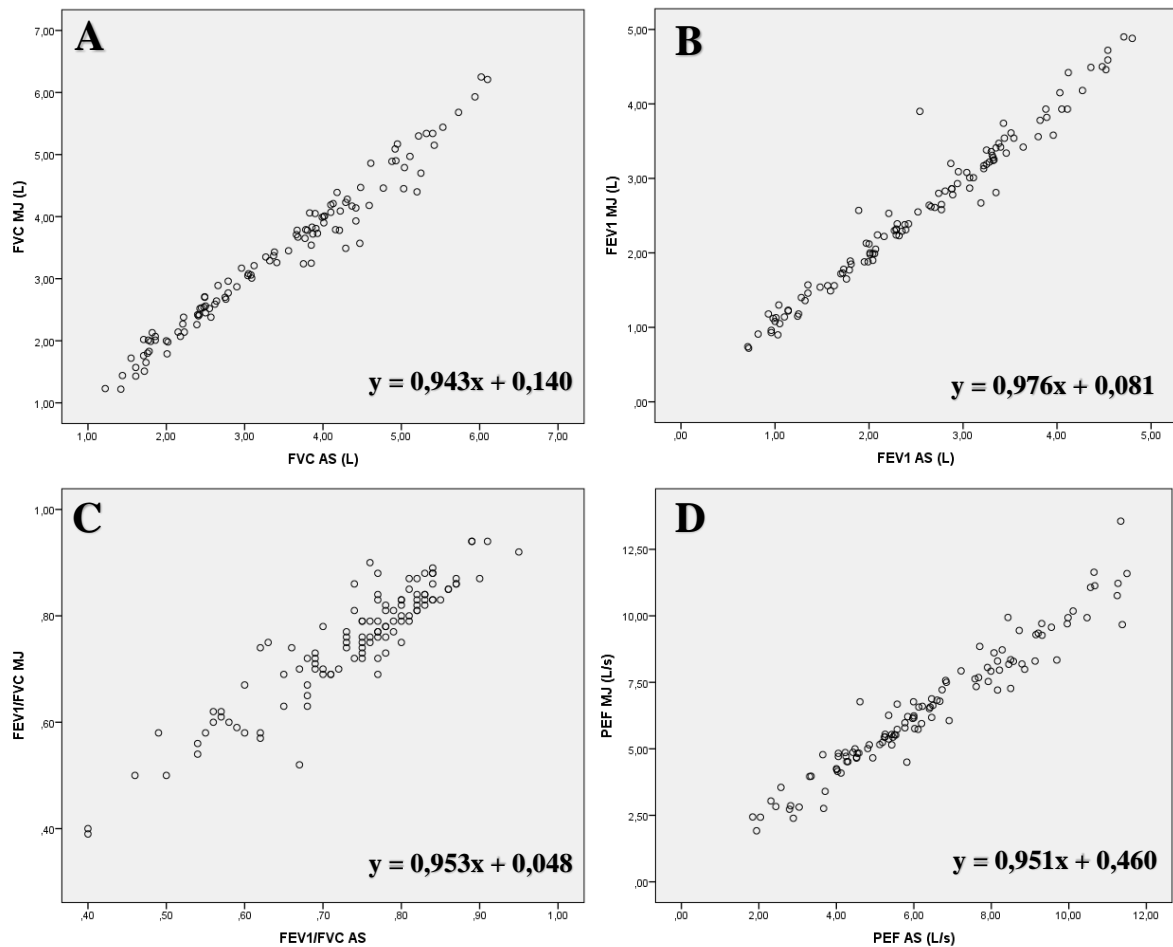 A
7,00
6,00
5,00
4,00
3,00
2,00
1,00
FVC MJ (L)
y = 0,943x + 0,140
1,00 2,00 3,00 4,00 5,00 6,00 7,00
FVC AS (L)
B
5,00
4,00
3,00
2,00
1,00
,00
FEV1 MJ (L)
y = 0,976x + 0,081
,00 1,00 2,00 3,00 4,00 5,00
FEV1 AS (L)
C
1,00
,80
,60
,40
FEV1/FVC MJ
y = 0,953x + 0,048
,40 ,50 ,60 ,70 ,80 ,90 1,00
FEV1/FVC AS
D
12,50
10,00
7,50
5,00
2,50
,00
PEF MJ (L/s)
y = 0,951x + 0,460
,00 2,00 4,00 6,00 8,00 10,00 12,00
PEF AS (L/s)